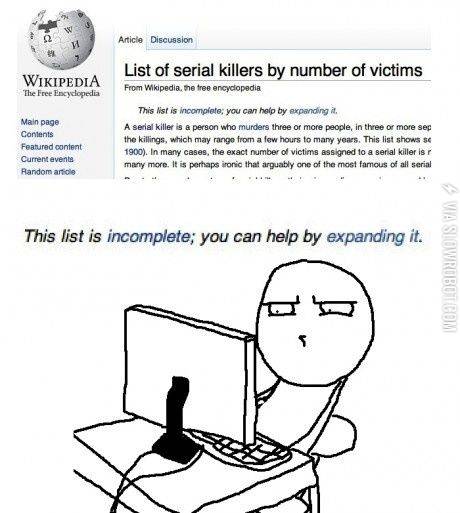 Ω W И
WIKIPEDIA
The Free Encyclopedia
Main page
Contents
Featured content
Current events
Random article
Article Discussion
List of serial killers by number of victims
From Wikipedia, the free encyclopedia
This list is incomplete; you can help by expanding it.
A serial killer is a person who murders three or more people, in three or more sep
the killings, which may range from a few hours to many years. This list shows se
1900). In many cases, the exact number of victims assigned to a serial killer is r
many more. It is perhaps ironic that arguably one of the most famous of all serial
This list is incomplete; you can help by expanding it.
VIA SLOWROBOT.COM